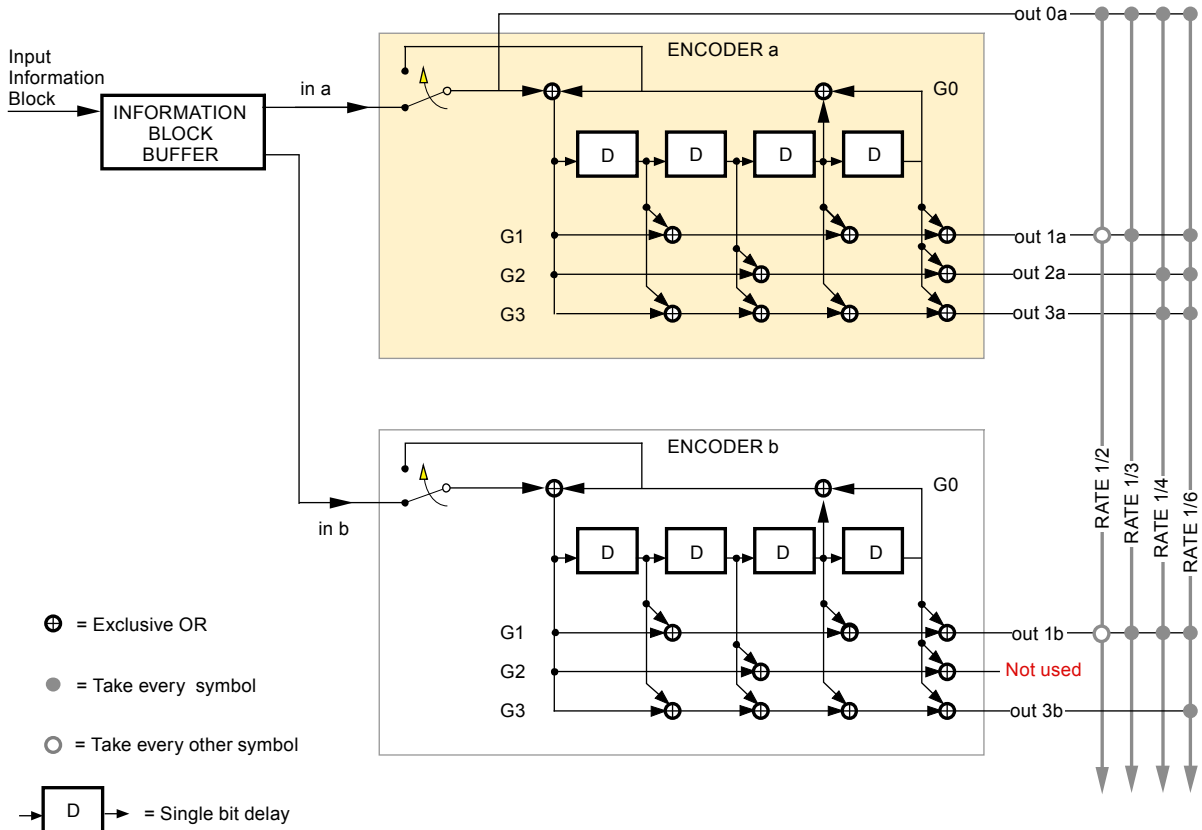 out 0a
Input
Information
Block
in a
INFORMATION
BLOCK
BUFFER
ENCODER a
G0
D
D
D
D
G1
out 1a
G2
out 2a
G3
out 3a
in b
ENCODER b
G0
D
D
D
D
G1
out 1b
G2
Not used
G3
out 3b
RATE 1/2
RATE 1/3
RATE 1/4
RATE 1/6
= Exclusive OR
= Take every symbol
= Take every other symbol
D
= Single bit delay